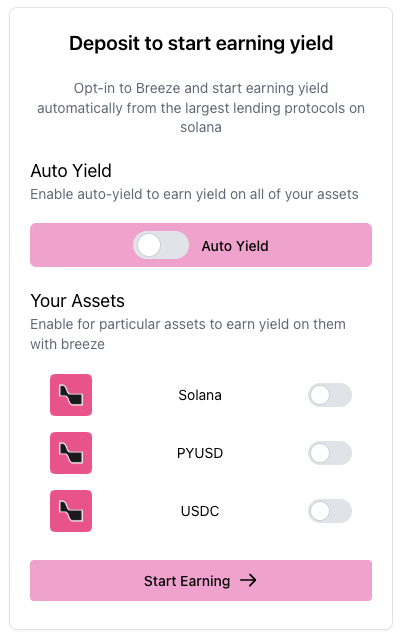 Deposit to start earning yield
Opt-in to Breeze and start earning yield
automatically from the largest lending protocols on
solana
Auto Yield
Enable auto-yield to earn yield on all of your assets
Auto Yield
Your Assets
Enable for particular assets to earn yield on them
with breeze
Solana
PYUSD
USDC
Start Earning